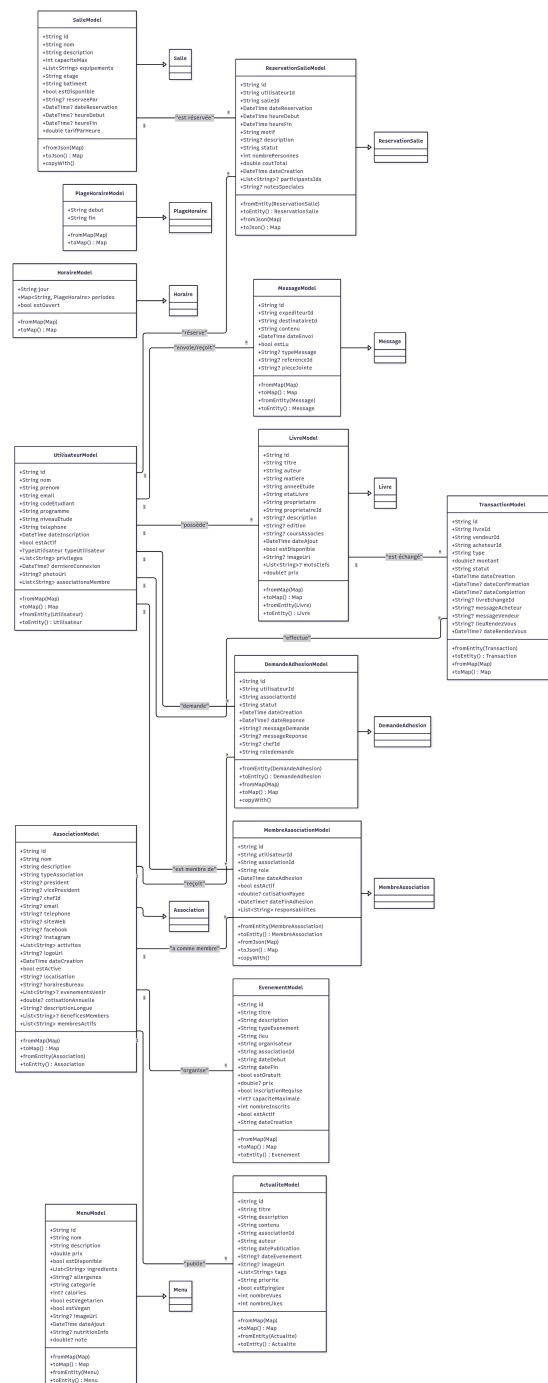 SalleModel
+String id
+String nom
+String description
+int capaciteMax
+List<String> equipements
+String etage
+String batiment
+bool estDisponible
+String? reserveePar
+DateTime? dateReservation
+DateTime? heureDebut
+DateTime? heureFin
+double tarifParHeure
+fromJson(Map)
+toJson() : Map
+copyWith()
Salle
ReservationSalleModel
+String id
+String utilisateurId
+String salleId
+DateTime dateReservation
+DateTime heureDebut
+DateTime heureFin
+String motif
+String? description
+String statut
+int nombrePersonnes
+double coutTotal
+DateTime dateCreation
+List<String>? participantsIds
+String? notesSpeciales
+fromEntity(ReservationSalle)
+toEntity() : ReservationSalle
+fromJson(Map)
+toJson() : Map
"est réservée"
ReservationSalle
PlageHoraireModel
+String debut
+String fin
+fromMap(Map)
+toMap() : Map
PlageHoraire
HoraireModel
+String jour
+Map<String, PlageHoraire> periodes
+bool estOuvert
+fromMap(Map)
+toMap() : Map
Horaire
"réserve"
"envoie/reçoit"
MessageModel
+String id
+String expediteurId
+String destinataireId
+String contenu
+DateTime dateEnvoi
+bool estLu
+String? typeMessage
+String? referenceId
+String? pieceJointe
+fromMap(Map)
+toMap() : Map
+fromEntity(Message)
+toEntity() : Message
Message
UtilisateurModel
+String id
+String nom
+String prenom
+String email
+String codeEtudiant
+String programme
+String niveauEtude
+String telephone
+DateTime dateInscription
+bool estActif
+TypeUtilisateur typeUtilisateur
+List<String> privileges
+DateTime? derniereConnexion
+String? photoUrl
+List<String> associationsMembre
+fromMap(Map)
+toMap() : Map
+fromEntity(Utilisateur)
+toEntity() : Utilisateur
"possède"
LivreModel
+String id
+String titre
+String auteur
+String matiere
+String anneeEtude
+String etatLivre
+String proprietaire
+String proprietaireId
+String? description
+String? edition
+String? coursAssocies
+DateTime dateAjout
+bool estDisponible
+String? imageUrl
+List<String>? motsClefs
+double? prix
+fromMap(Map)
+toMap() : Map
+fromEntity(Livre)
+toEntity() : Livre
Livre
"est échangé"
TransactionModel
+String id
+String livreId
+String vendeurId
+String acheteurId
+String type
+double? montant
+String statut
+DateTime dateCreation
+DateTime? dateConfirmation
+DateTime? dateCompletion
+String? livreEchangeId
+String? messageAcheteur
+String? messageVendeur
+String? lieuRendezVous
+DateTime? dateRendezVous
+fromEntity(Transaction)
+toEntity() : Transaction
+fromMap(Map)
+toMap() : Map
"effectue"
"demande"
DemandeAdhesionModel
+String id
+String utilisateurId
+String associationId
+String statut
+DateTime dateCreation
+DateTime? dateReponse
+String? messageDemande
+String? messageReponse
+String? chefId
+String roledemande
+fromEntity(DemandeAdhesion)
+toEntity() : DemandeAdhesion
+fromMap(Map)
+toMap() : Map
+copyWith()
DemandeAdhesion
AssociationModel
+String id
+String nom
+String description
+String typeAssociation
+String? president
+String? vicePresident
+String? chefId
+String? email
+String? telephone
+String? siteWeb
+String? facebook
+String? instagram
+List<String> activites
+String? logoUrl
+DateTime dateCreation
+bool estActive
+String? localisation
+String? horairesBureau
+List<String>? evenementsVenir
+double? cotisationAnnuelle
+String? descriptionLongue
+List<String>? beneficesMembers
+List<String> membresActifs
+fromMap(Map)
+toMap() : Map
+fromEntity(Association)
+toEntity() : Association
"est membre de"
"reçoit"
Association
"a comme membre"
MembreAssociationModel
+String id
+String utilisateurId
+String associationId
+String role
+DateTime dateAdhesion
+bool estActif
+double? cotisationPayee
+DateTime? dateFinAdhesion
+List<String> responsabilites
+fromEntity(MembreAssociation)
+toEntity() : MembreAssociation
+fromJson(Map)
+toJson() : Map
+copyWith()
MembreAssociation
"organise"
EvenementModel
+String id
+String titre
+String description
+String typeEvenement
+String lieu
+String organisateur
+String associationId
+String dateDebut
+String dateFin
+bool estGratuit
+double? prix
+bool inscriptionRequise
+int? capaciteMaximale
+int nombreInscrits
+bool estActif
+String dateCreation
+fromMap(Map)
+toMap() : Map
+toEntity() : Evenement
"publie"
ActualiteModel
+String id
+String titre
+String description
+String contenu
+String associationId
+String auteur
+String datePublication
+String? dateEvenement
+String? imageUrl
+List<String> tags
+String priorite
+bool estEpinglee
+int nombreVues
+int nombreLikes
+fromMap(Map)
+toMap() : Map
+fromEntity(Actualite)
+toEntity() : Actualite
MenuModel
+String id
+String nom
+String description
+double prix
+bool estDisponible
+List<String> ingredients
+String? allergenes
+String categorie
+int? calories
+bool estVegetarien
+bool estVegan
+String? imageUrl
+DateTime dateAjout
+String? nutritionInfo
+double? note
+fromMap(Map)
+toMap() : Map
+fromEntity(Menu)
+toEntity() : Menu
Menu